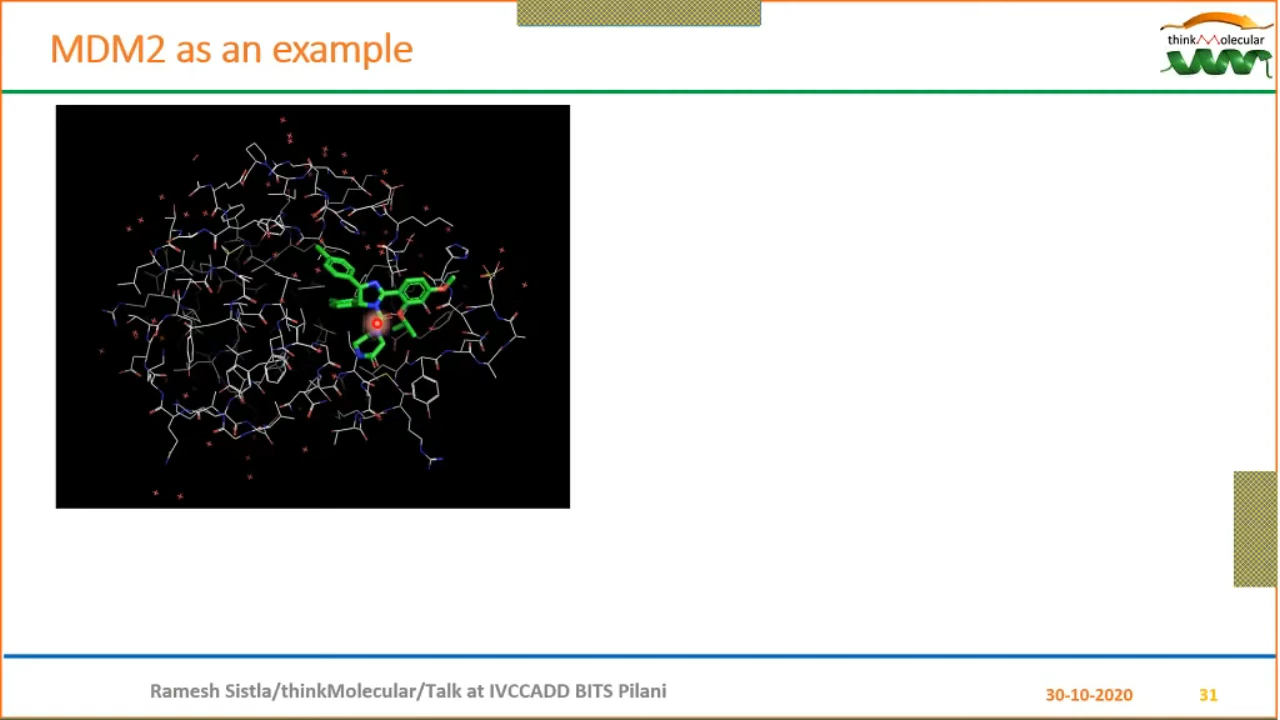 MDM2 as an example
thinkMolecular
Ramesh Sistla/thinkMolecular/Talk at IVCCADD BITS Pilani
30-10-2020
31